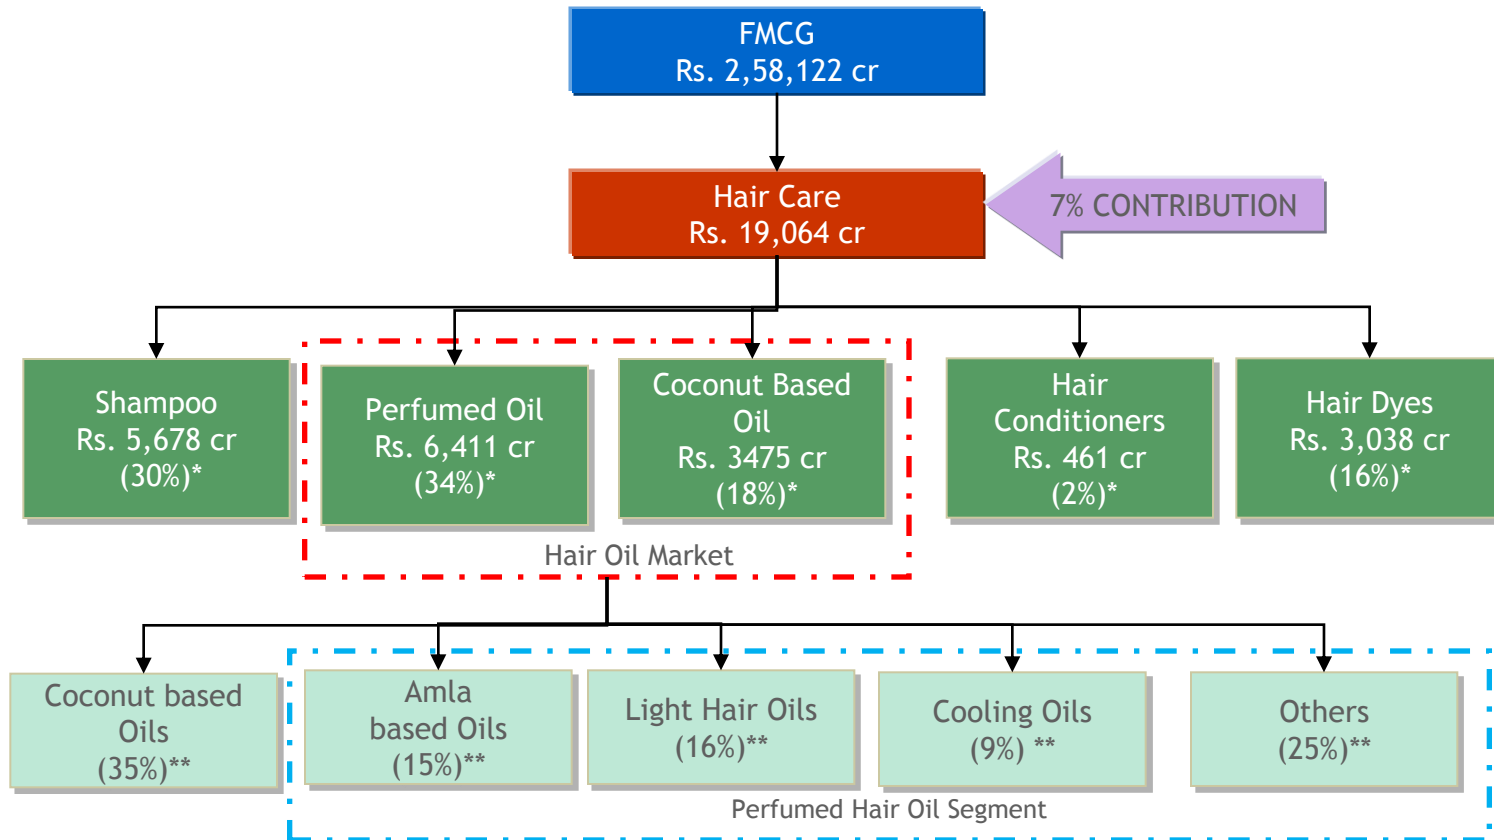 FMCG
Rs. 2,58,122 cr
Hair Care
Rs. 19,064 cr
7% CONTRIBUTION
Shampoo
Rs. 5,678 cr
(30%)*
Perfumed Oil
Rs. 6,411 cr
(34%)*
Coconut Based
Oil
Rs. 3475 cr
(18%)*
Hair
Conditioners
Rs. 461 cr
(2%)*
Hair Dyes
Rs. 3,038 cr
(16%)*
Hair Oil Market
Coconut based
Oils
(35%)**
Amla
based Oils
(15%)**
Light Hair Oils
(16%)**
Cooling Oils
(9%) **
Others
(25%)**
Perfumed Hair Oil Segment